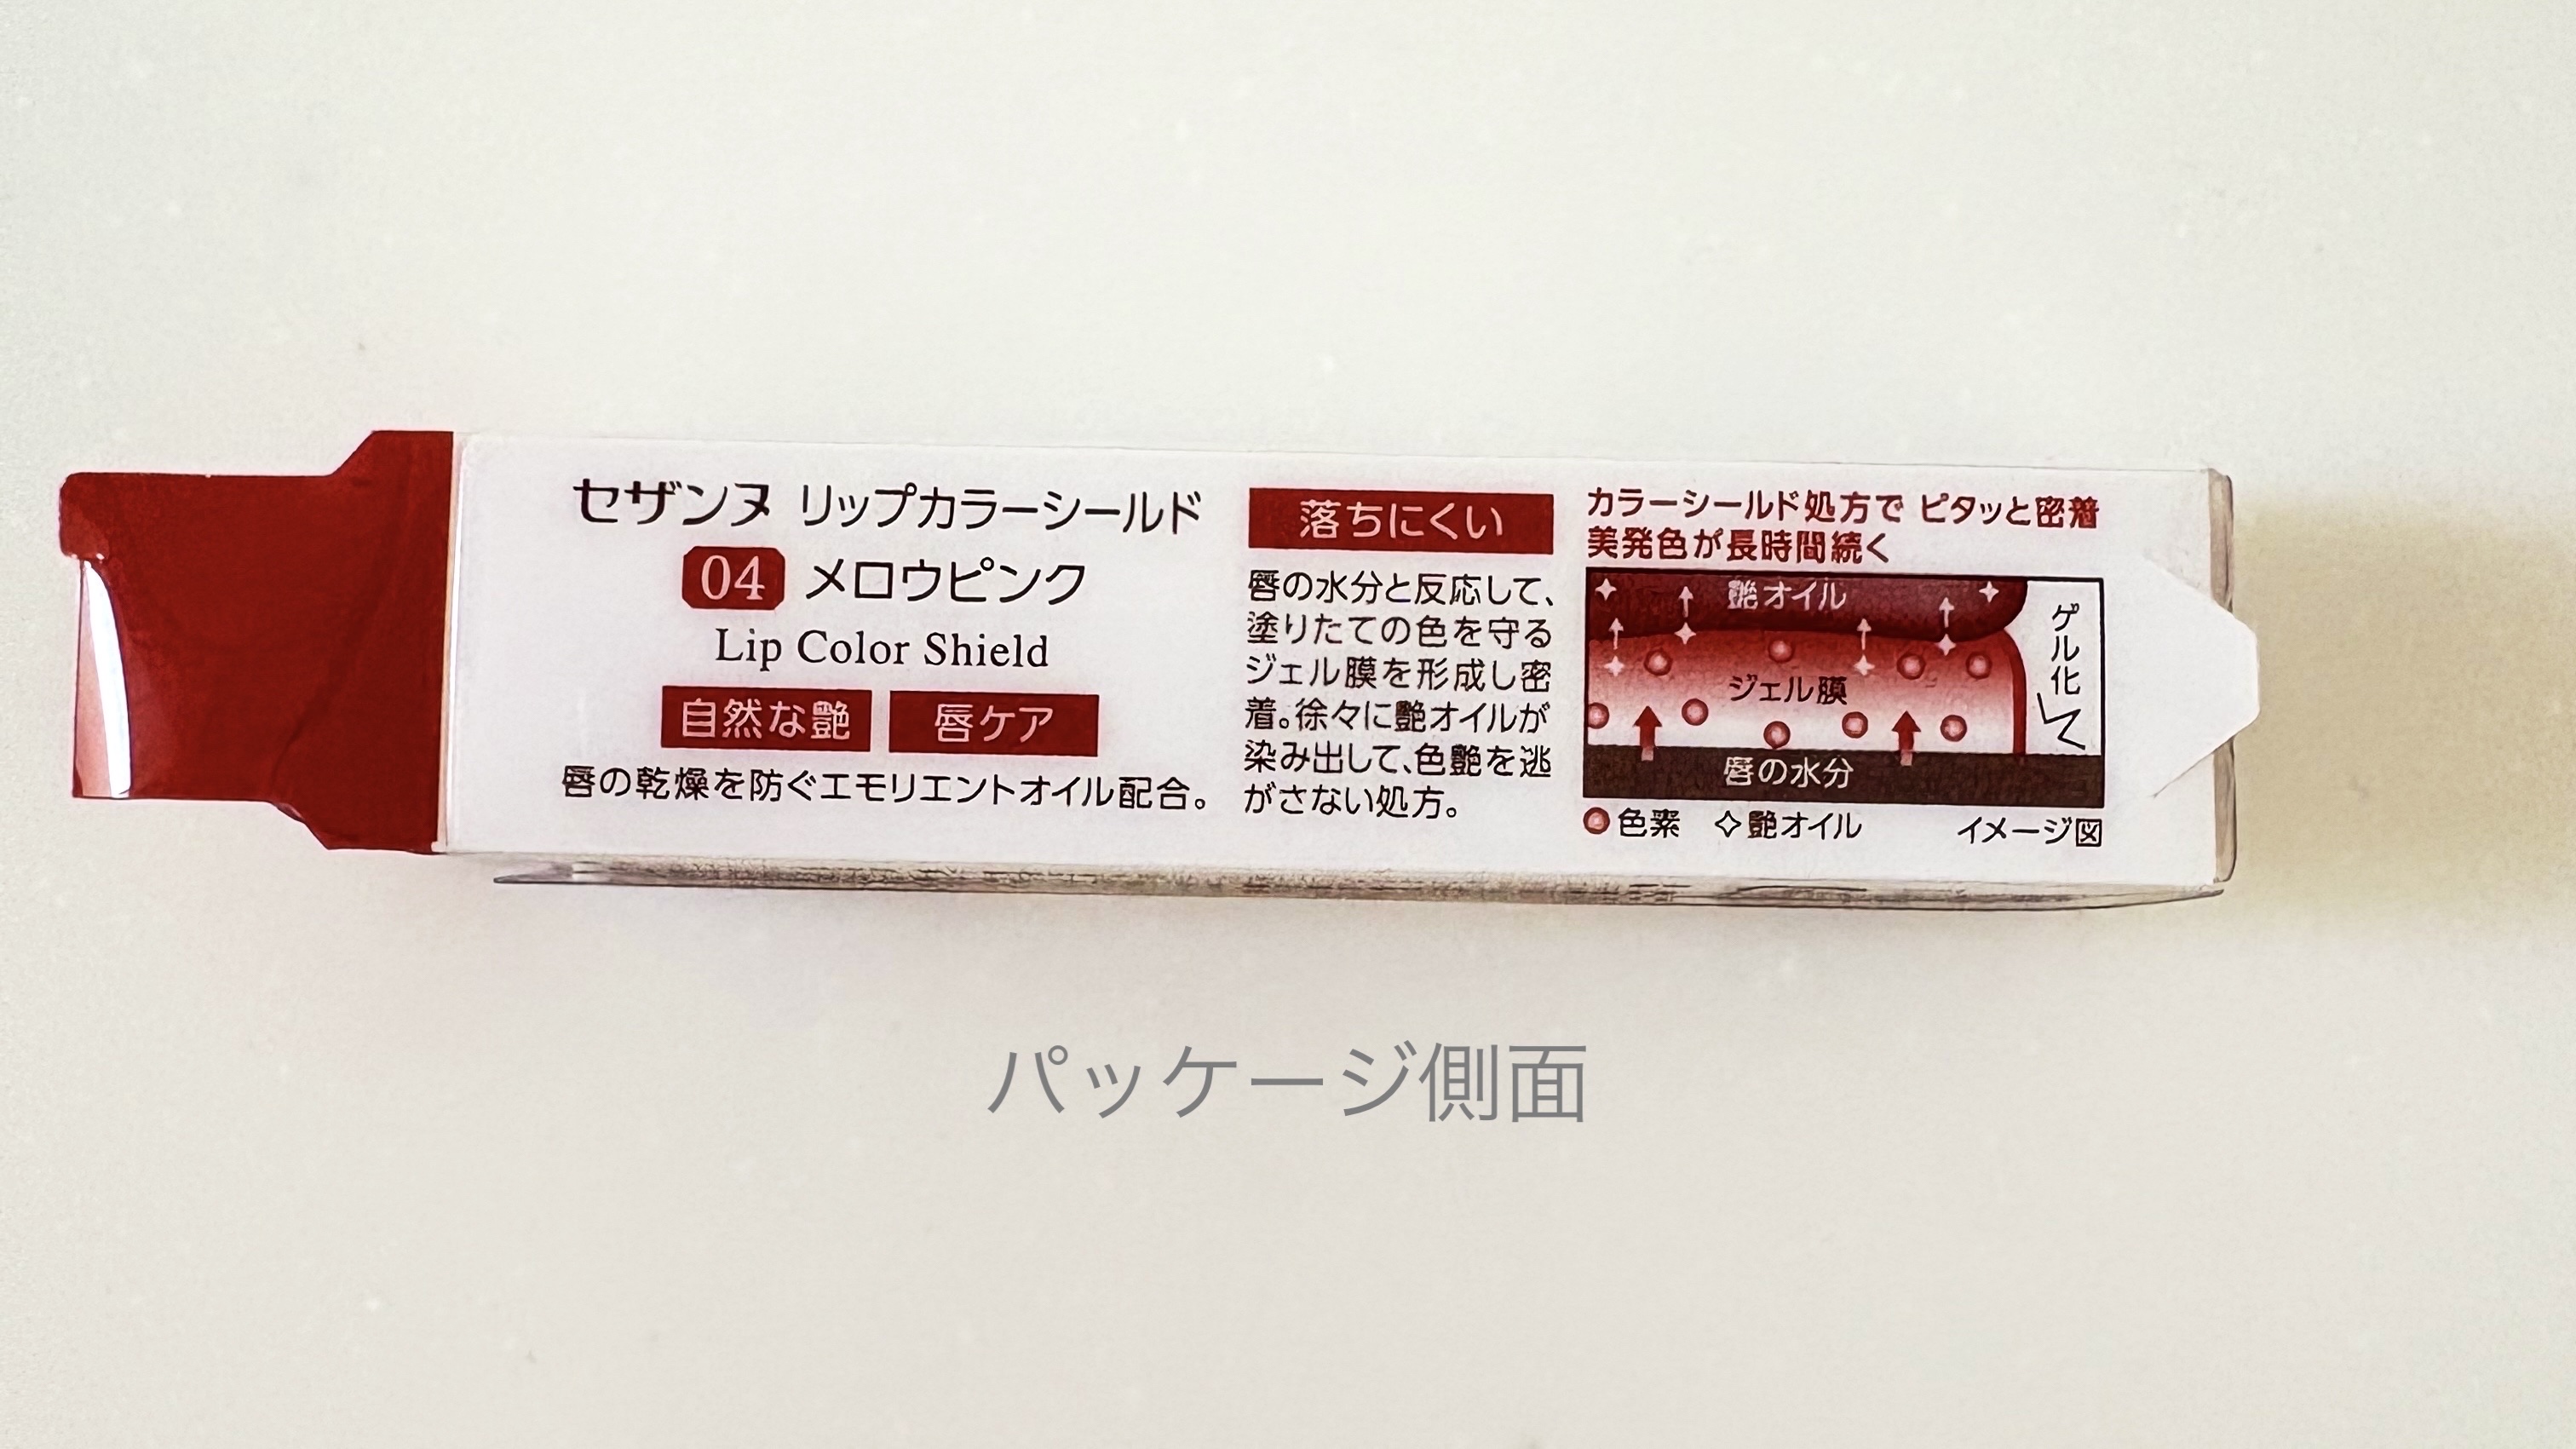 セザンヌ リップカラーシールド
04 メロウピンク
Lip Color Shield
自然な艶 唇ケア
唇の乾燥を防ぐエモリエントオイル配合。
落ちにくい
唇の水分と反応して、
塗りたての色を守る
ジェル膜を形成し密
着。徐々に艶オイルが
染み出して、色艶を逃
がさない処方。
カラーシールド処方で ピタッと密着
美発色が長時間続く
艶オイル
ジェル膜
唇の水分
ゲル化
色素 艶オイル イメージ図
パッケージ側面